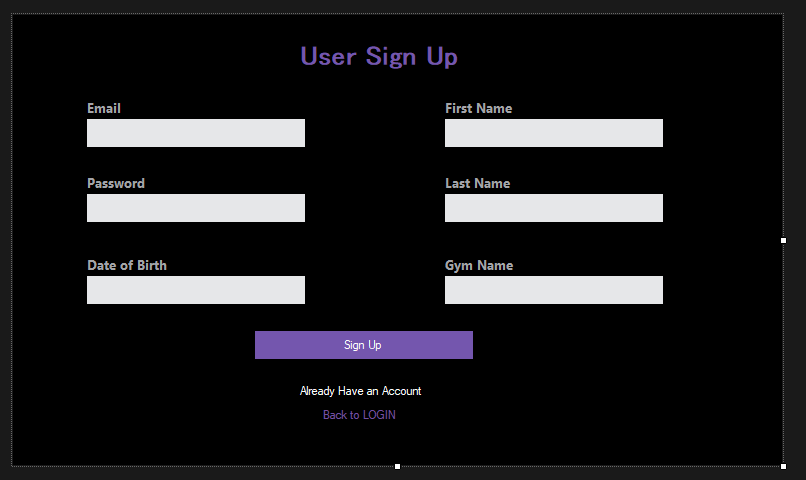 User Sign Up
Email
First Name
Password
Last Name
Date of Birth
Gym Name
Sign Up
Already Have an Account
Back to LOGIN